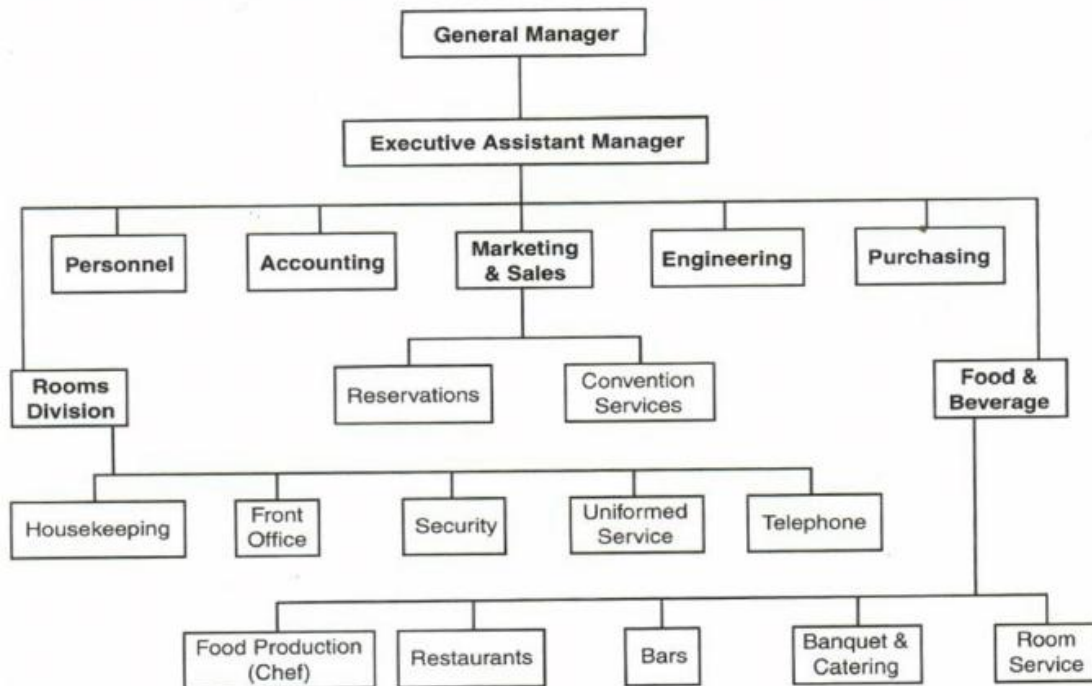 General Manager
Executive Assistant Manager
Personnel
Accounting
Marketing
& Sales
Engineering
Purchasing
Rooms
Division
Reservations
Convention
Services
Food &
Beverage
Housekeeping
Front
Office
Security
Uniformed
Service
Telephone
Food Production
(Chef)
Restaurants
Bars
Banquet &
Catering
Room
Service